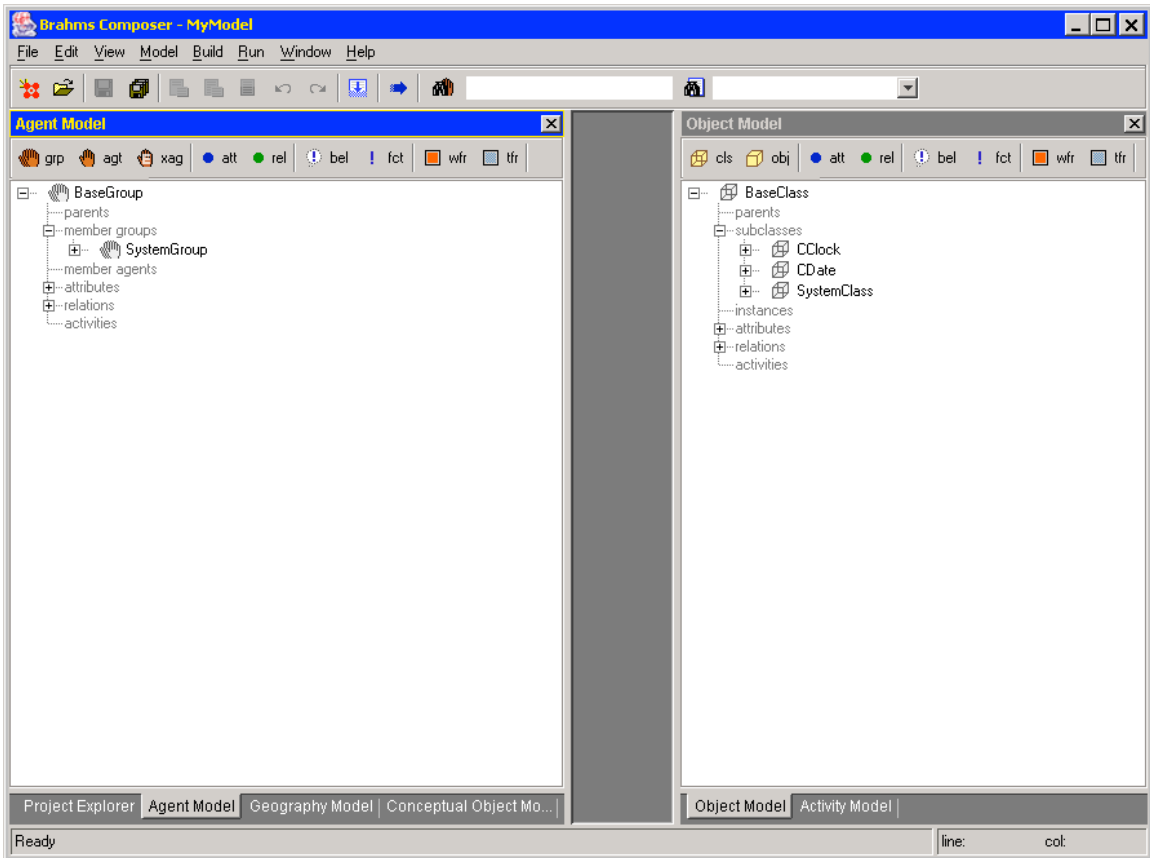 Brahms Composer - MyModel
File Edit View Model Build Run Window Help
Agent Model
grp agt xag att rel bel fct wfr tfr
BaseGroup
parents
member groups
SystemGroup
member agents
attributes
relations
activities
Project Explorer Agent Model Geography Model Conceptual Object Mo...
Object Model
cls obj att rel bel fct wfr tfr
BaseClass
parents
subclasses
CClock
CDate
SystemClass
instances
attributes
relations
activities
Object Model Activity Model
Ready line: col: